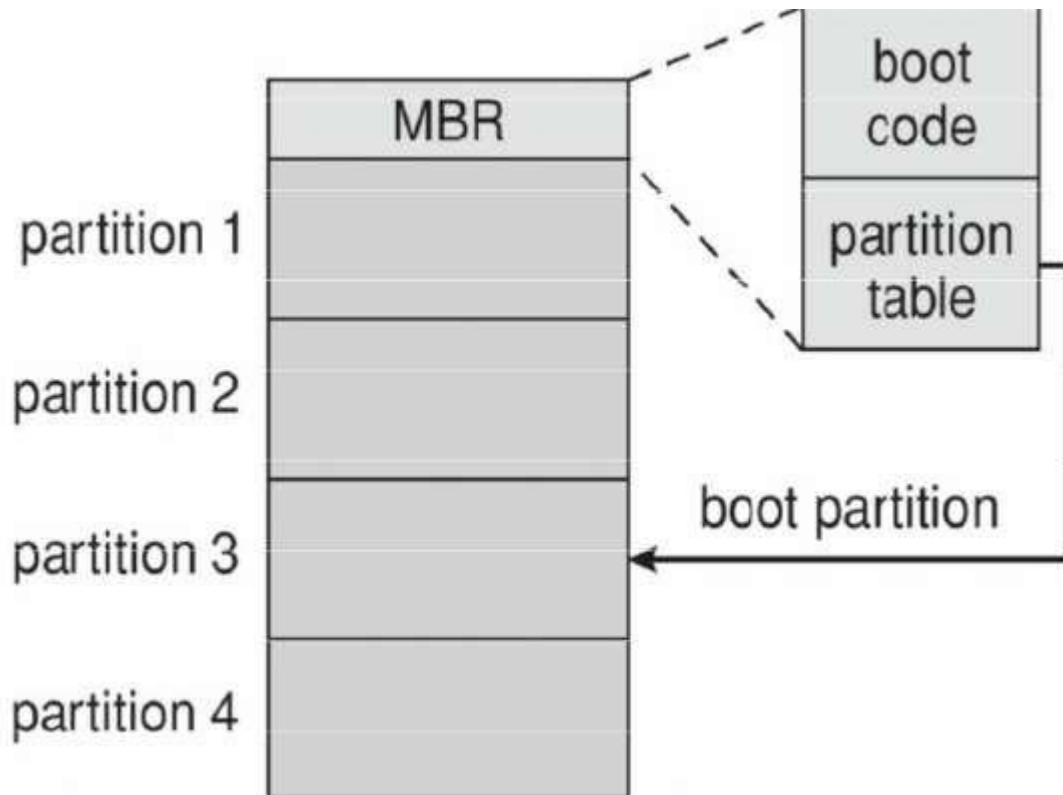 MBR
boot
code
partition
table
partition 1
partition 2
partition 3
partition 4
boot partition